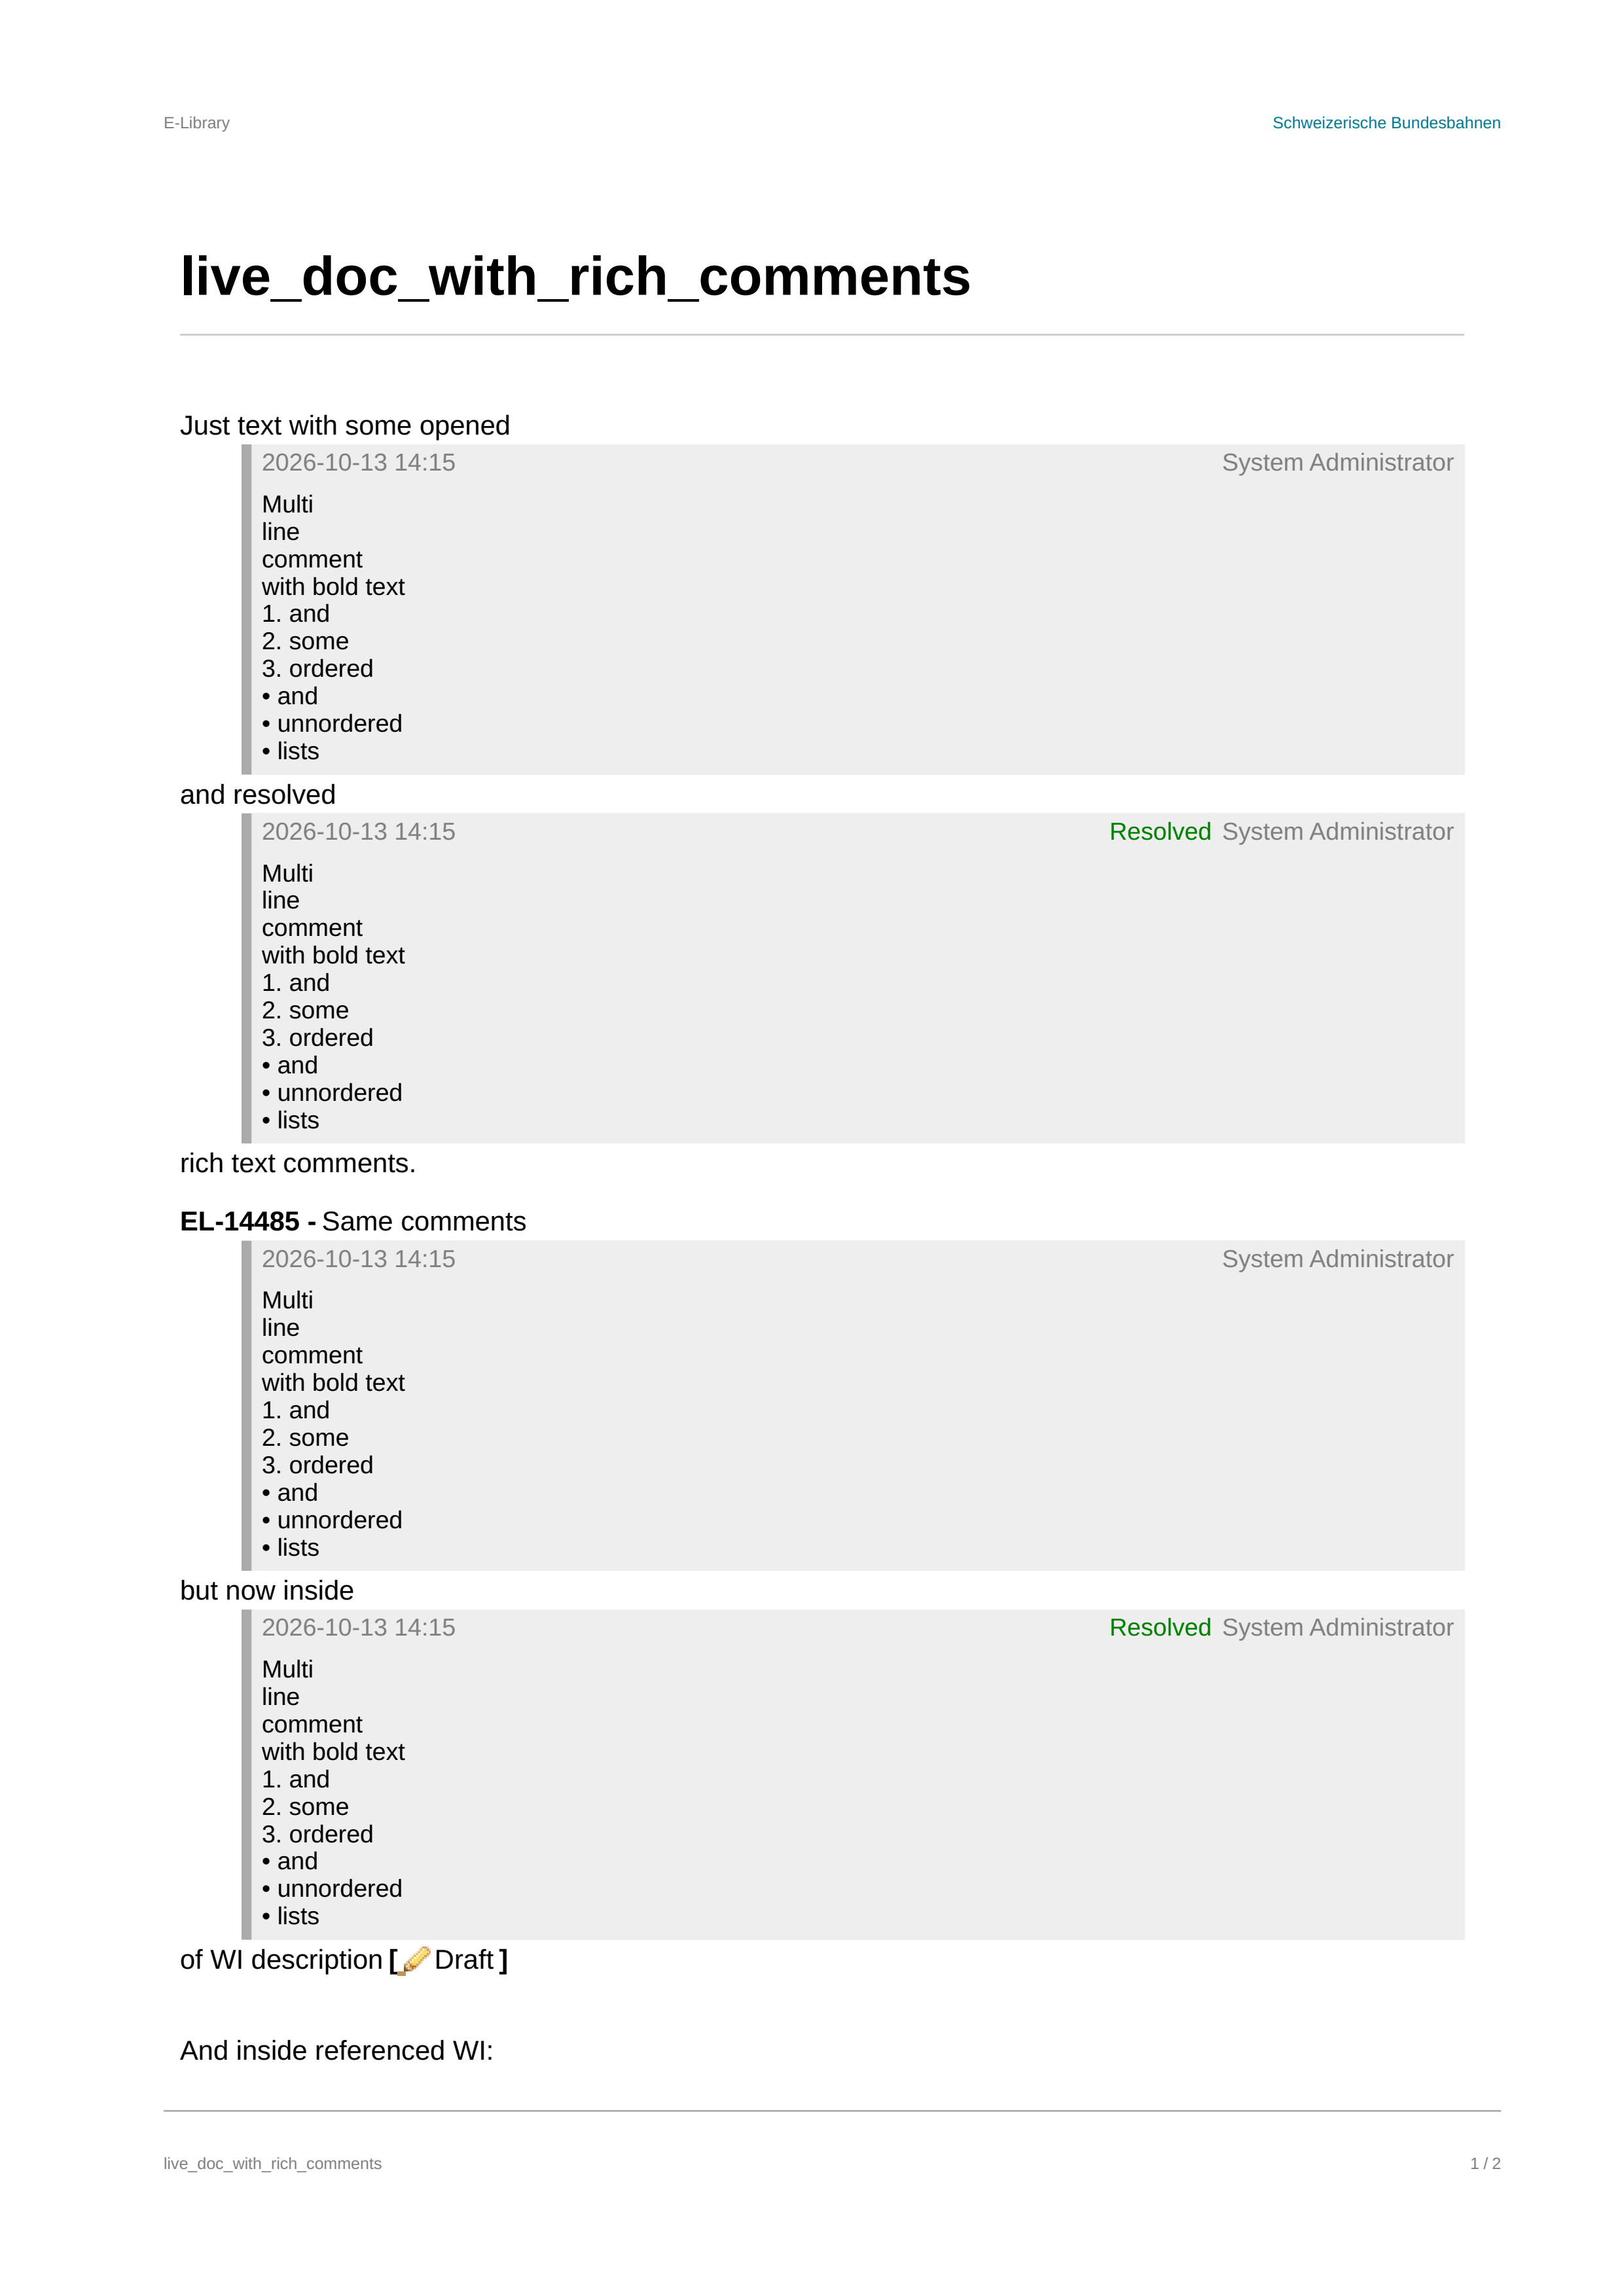 E-Library Schweizerische Bundesbahnen
live_doc_with_rich_comments
Just text with some opened
2026-10-13 14:15 System Administrator
Multi
line
comment
with bold text
1. and
2. some
3. ordered
• and
• unnordered
• lists
and resolved
2026-10-13 14:15 Resolved System Administrator
Multi
line
comment
with bold text
1. and
2. some
3. ordered
• and
• unnordered
• lists
rich text comments.
EL-14485 - Same comments
2026-10-13 14:15 System Administrator
Multi
line
comment
with bold text
1. and
2. some
3. ordered
• and
• unnordered
• lists
but now inside
2026-10-13 14:15 Resolved System Administrator
Multi
line
comment
with bold text
1. and
2. some
3. ordered
• and
• unnordered
• lists
of WI description [ Draft ]
And inside referenced WI:
live_doc_with_rich_comments 1 / 2